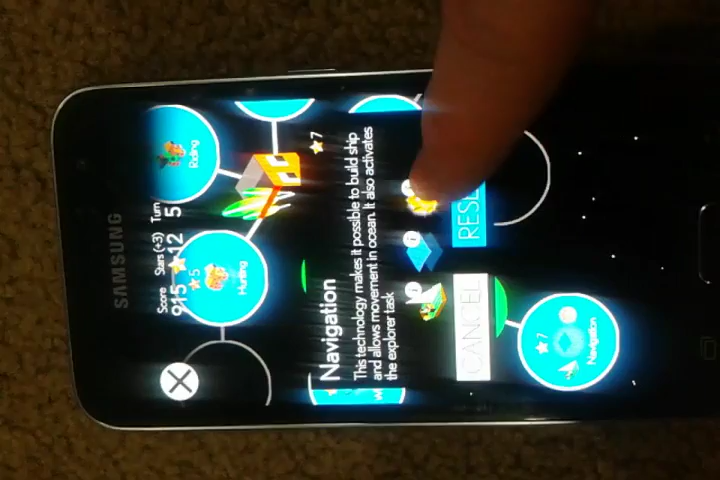 SAMSUNG
Score Stars (+3) Turn
915 12 5
Riding
5
Hunting
7
Navigation
This technology makes it possible to build ship
and allows movement in ocean. It also activates
the explorer task
CANCEL
7
Navigation